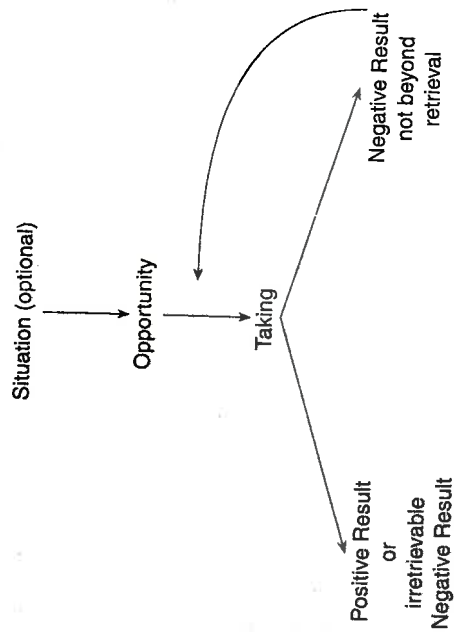 Situation (optional)
Opportunity
Taking
Positive Result
or
irretrievable
Negative Result
Negative Result
not beyond
retrieval